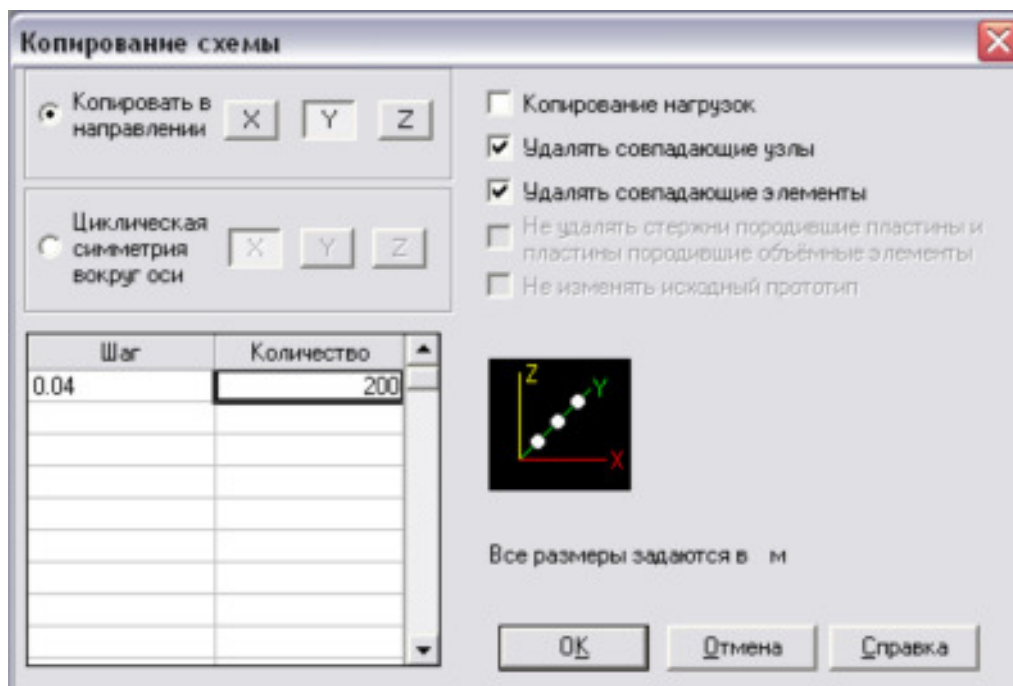 Копирование схемы
Копировать в
направлении
X
Y
Z
Циклическая
симметрия
вокруг оси
X
Y
Z
Копирование нагрузок
Удалять совпадающие узлы
Удалять совпадающие элементы
Не удалять стержни породившие пластины и
пластины породившие объёмные элементы
Не изменять исходный прототип
Шаг Количество
0.04 200
Z
Y
X
Все размеры задаются в м
OK
Отмена
Справка